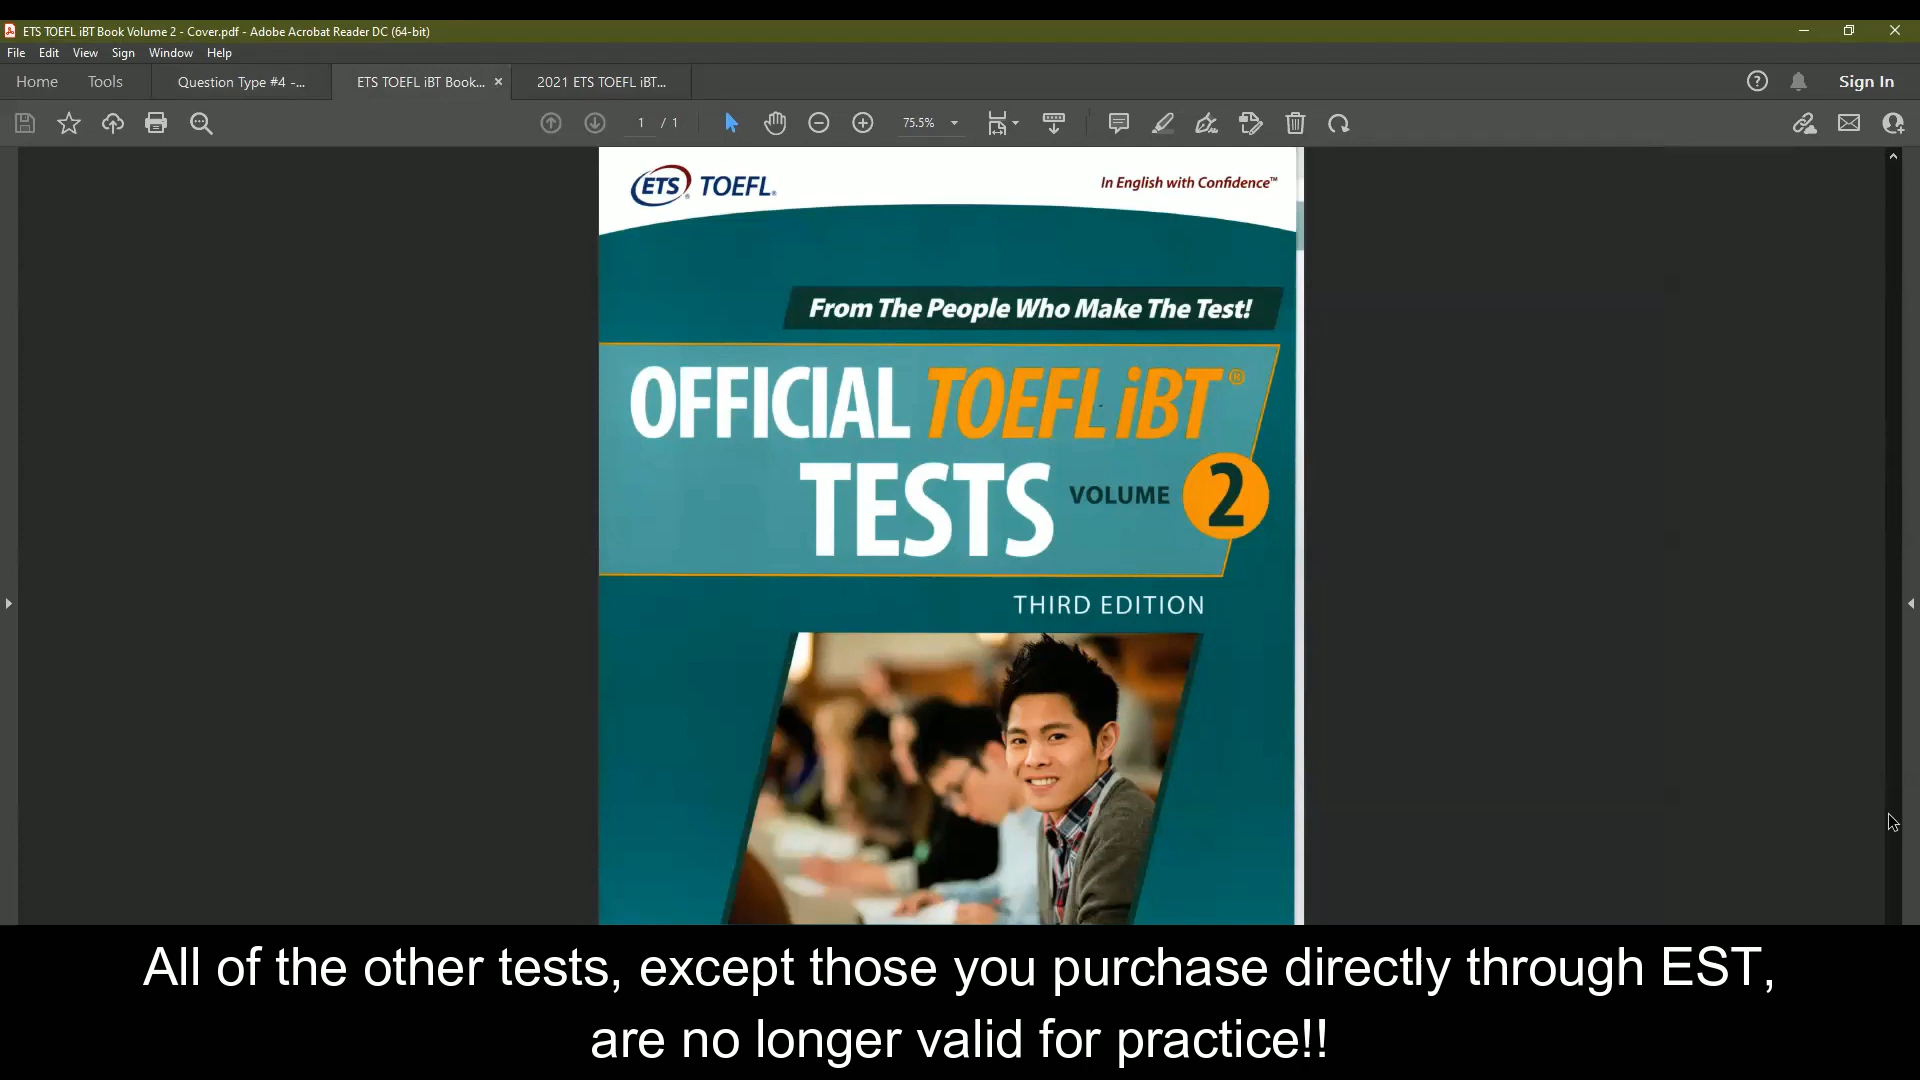 ETS TOEFL iBT Book Volume 2 - Cover.pdf - Adobe Acrobat Reader DC (64-bit)
File Edit View Sign Window Help
Home Tools Question Type #4 -... ETS TOEFL iBT Book... × 2021 ETS TOEFL iBT... Sign In
1 / 1 75.5%
ETS® TOEFL® In English with Confidence™
From The People Who Make The Test!
OFFICIAL TOEFL iBT®
TESTS VOLUME 2
THIRD EDITION
All of the other tests, except those you purchase directly through EST,
are no longer valid for practice!!